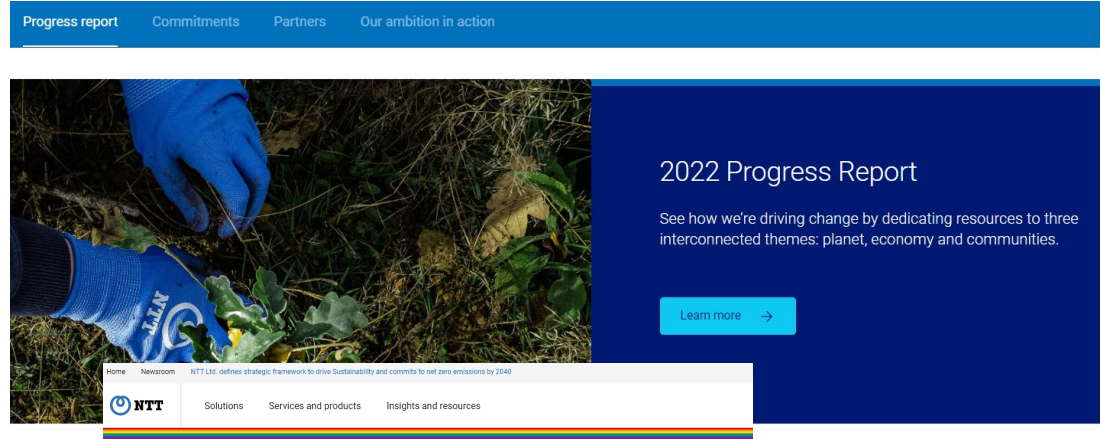 Progress report Commitments Partners Our ambition in action
2022 Progress Report
See how we're driving change by dedicating resources to three
interconnected themes: planet, economy and communities.
Learn more →
NTT
Home Newsroom NTT Ltd. defines strategic framework to drive Sustainability and commits to net zero emissions by 2040
NTT Solutions Services and products Insights and resources